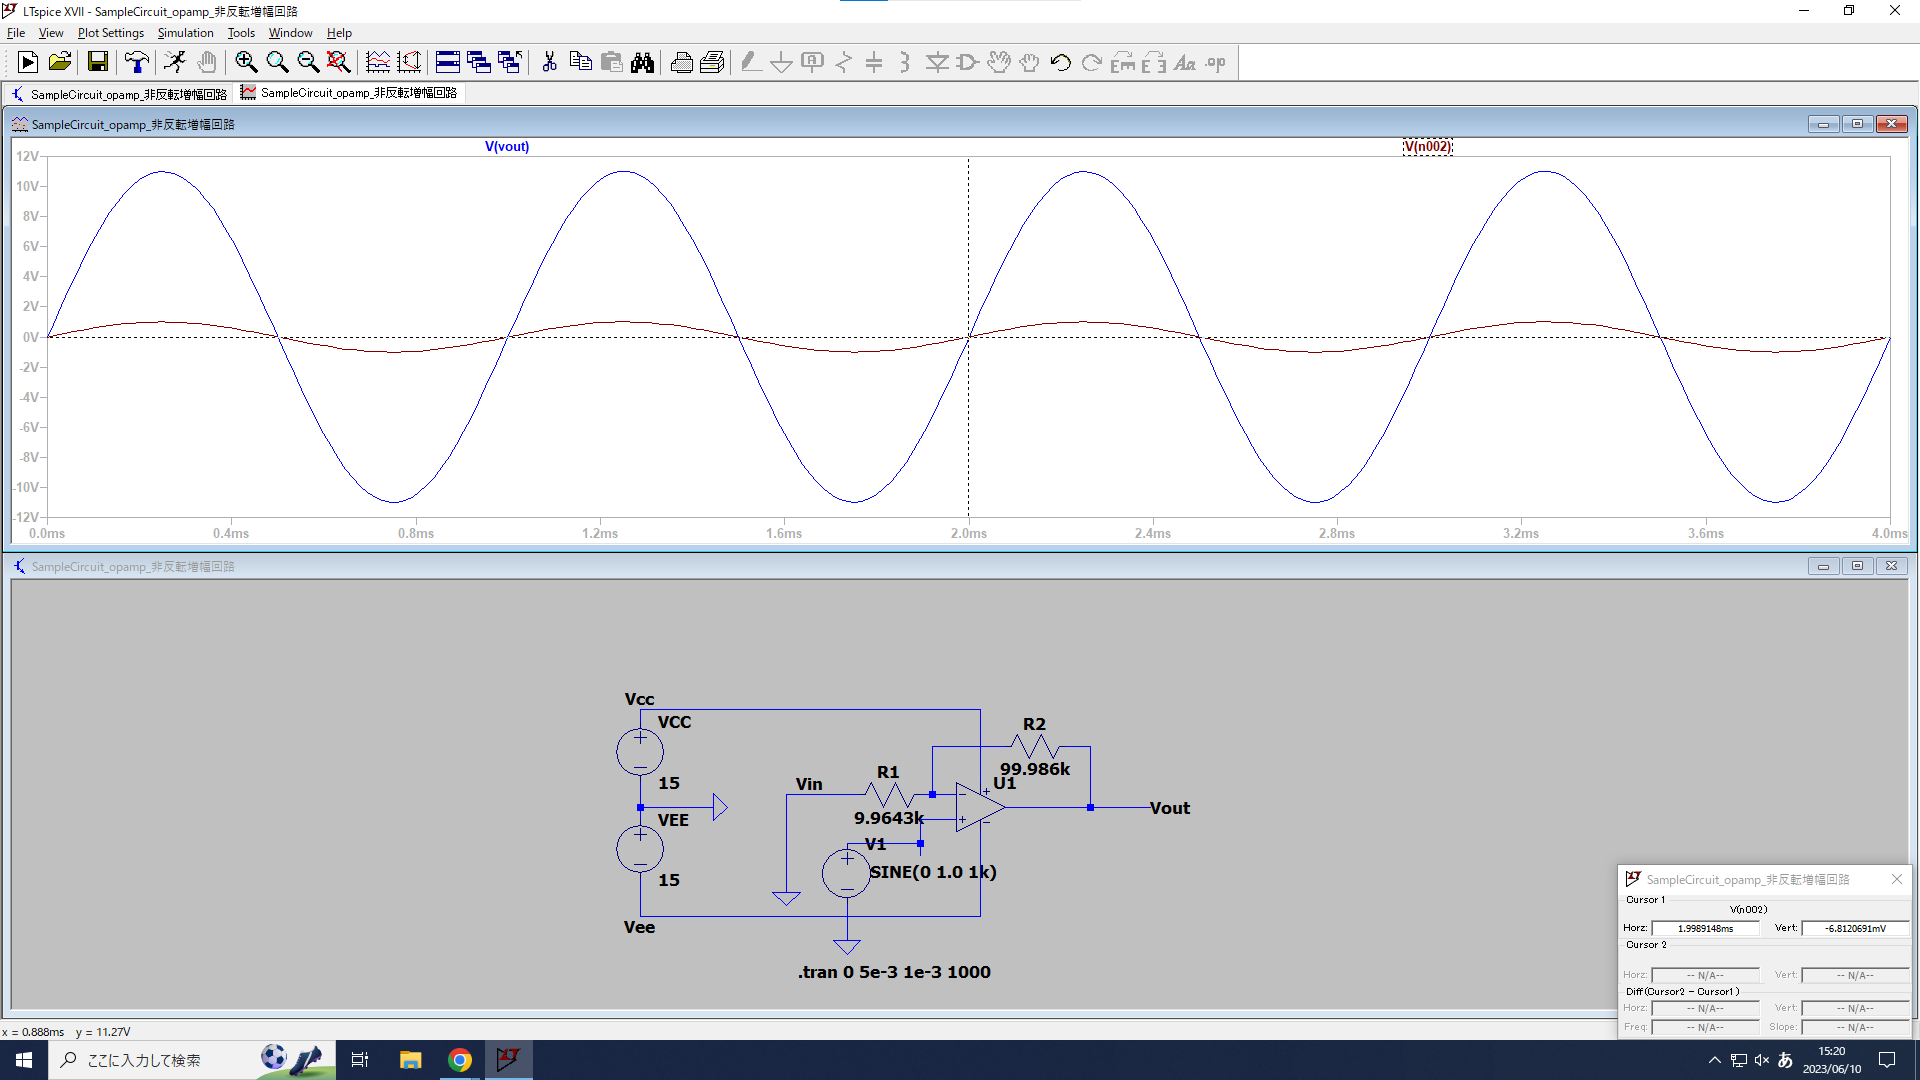 LTspice XVII - SampleCircuit_opamp_非反転増幅回路
File View Plot Settings Simulation Tools Window Help
SampleCircuit_opamp_非反転増幅回路 SampleCircuit_opamp_非反転増幅回路
SampleCircuit_opamp_非反転増幅回路
V(vout) V(n002)
12V
10V
8V
6V
4V
2V
0V
-2V
-4V
-6V
-8V
-10V
-12V
0.0ms 0.4ms 0.8ms 1.2ms 1.6ms 2.0ms 2.4ms 2.8ms 3.2ms 3.6ms 4.0ms
SampleCircuit_opamp_非反転増幅回路
Vcc
VCC
15
VEE
15
Vee
Vin
R1
9.9643k
R2
99.986k
U1
Vout
V1
SINE(0 1.0 1k)
.tran 0 5e-3 1e-3 1000
SampleCircuit_opamp_非反転増幅回路
Cursor 1
V(n002)
Horz: 1.9989148ms Vert: -6.8120691mV
Cursor 2
Horz: -- N/A-- Vert: -- N/A--
Diff (Cursor2 - Cursor1)
Horz: -- N/A-- Vert: -- N/A--
Freq: -- N/A-- Slope: -- N/A--
x = 0.888ms y = 11.27V
ここに入力して検索
あ
15:20
2023/06/10